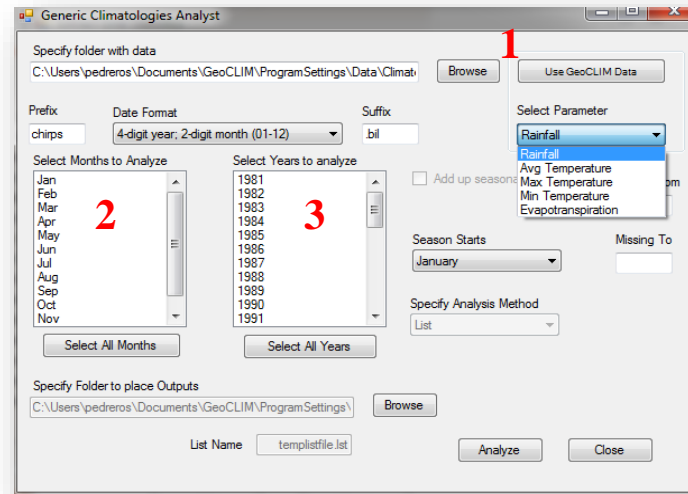 Generic Climatologies Analyst
1
Specify folder with data
C:\Users\pedreros\Documents\GeoCLIM\ProgramSettings\Data\Climat
Browse
Use GeoCLIM Data
Prefix
Date Format
Suffix
Select Parameter
chirps
4-digit year; 2-digit month (01-12)
.bil
Rainfall
Rainfall
Avg Temperature
Max Temperature
Min Temperature
Evapotranspiration
Select Months to Analyze
Select Years to analyze
Jan
Feb
Mar
Apr
May
Jun
Jul
Aug
Sep
Oct
Nov
2
1981
1982
1983
1984
1985
1986
1987
1988
1989
1990
1991
3
Add up seasona
om
Season Starts
Missing To
January
Specify Analysis Method
List
Select All Months
Select All Years
Specify Folder to place Outputs
C:\Users\pedreros\Documents\GeoCLIM\ProgramSettings\
Browse
List Name
templistfile.lst
Analyze
Close